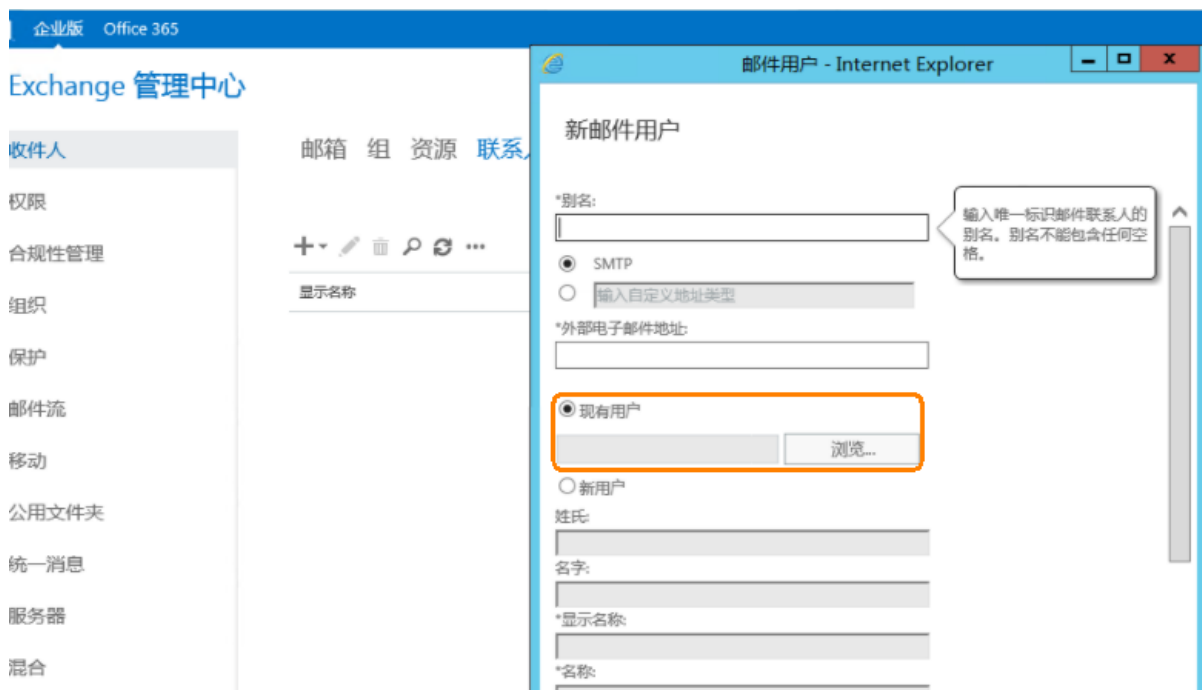 企业版 Office 365
Exchange 管理中心
收件人
权限
合规性管理
组织
保护
邮件流
移动
公用文件夹
统一消息
服务器
混合
邮箱 组 资源 联系人
显示名称
邮件用户 - Internet Explorer
新邮件用户
*别名:
输入唯一标识邮件联系人的
别名。别名不能包含任何空
格。
SMTP
输入自定义地址类型
*外部电子邮件地址:
现有用户
浏览...
新用户
姓氏:
名字:
*显示名称:
*名称: